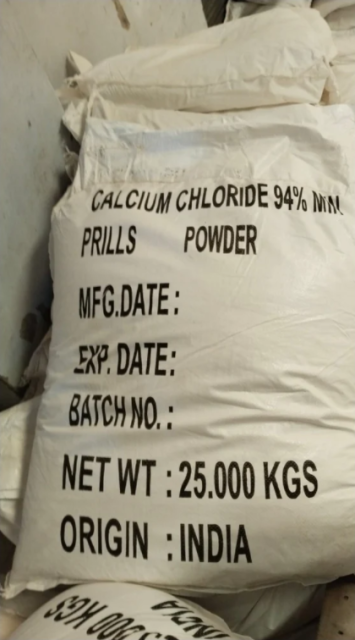 CALCIUM CHLORIDE 94% MIN
PRILLS POWDER
MFG.DATE:
EXP. DATE:
BATCH NO. :
NET WT : 25.000 KGS
ORIGIN : INDIA
KGS